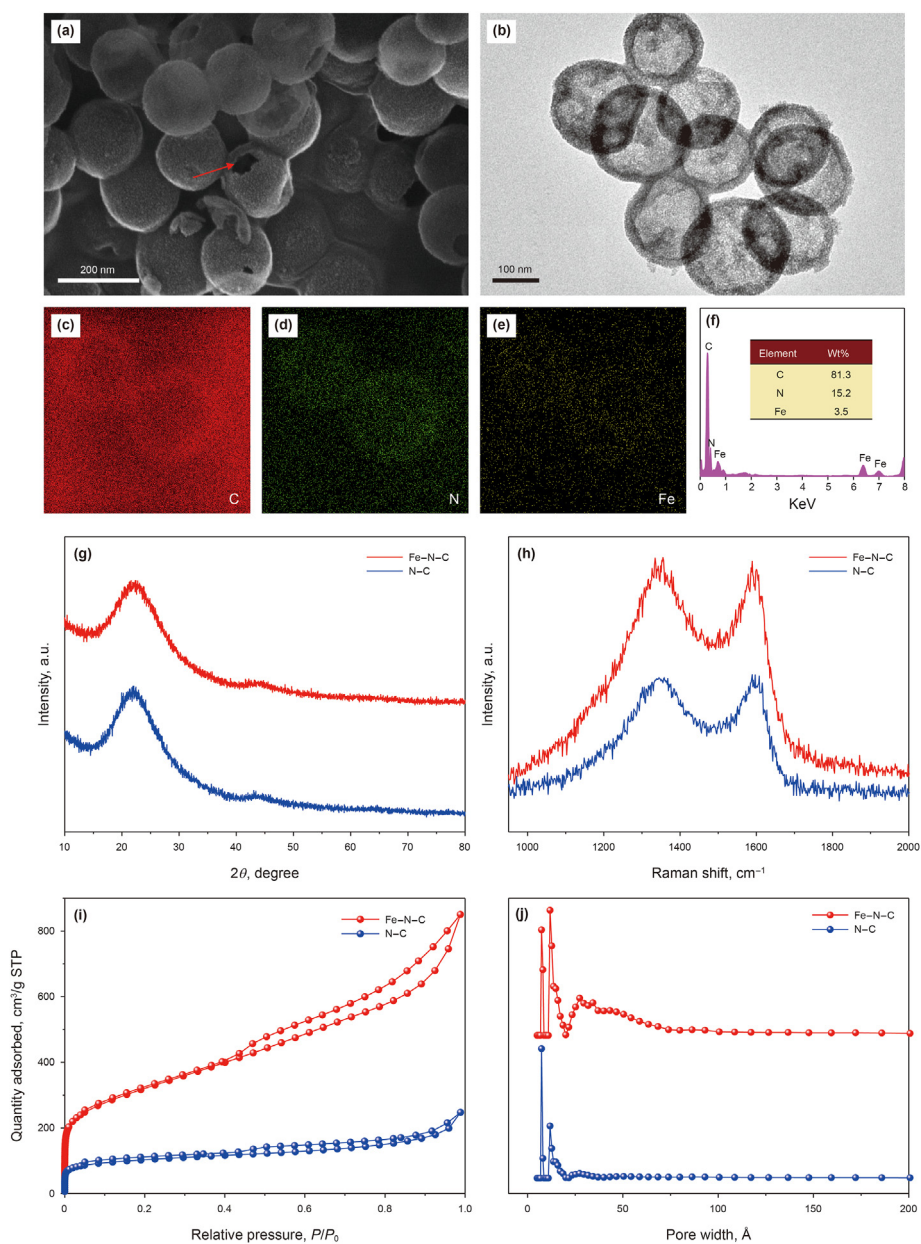 (a)
200 nm
(b)
100 nm
(c)
C
(d)
N
(e)
Fe
(f)
C
N
Fe
Fe
Fe
Element Wt%
C 81.3
N 15.2
Fe 3.5
0 1 2 3 4 5 6 7 8
KeV
(g)
Fe–N–C
N–C
Intensity, a.u.
10 20 30 40 50 60 70 80
2θ, degree
(h)
Fe–N–C
N–C
Intensity, a.u.
1000 1200 1400 1600 1800 2000
Raman shift, cm⁻¹
(i)
Fe–N–C
N–C
Quantity adsorbed, cm³/g STP
800
600
400
200
0
0 0.2 0.4 0.6 0.8 1.0
Relative pressure, P/P₀
(j)
Fe–N–C
N–C
0 50 100 150 200
Pore width, Å